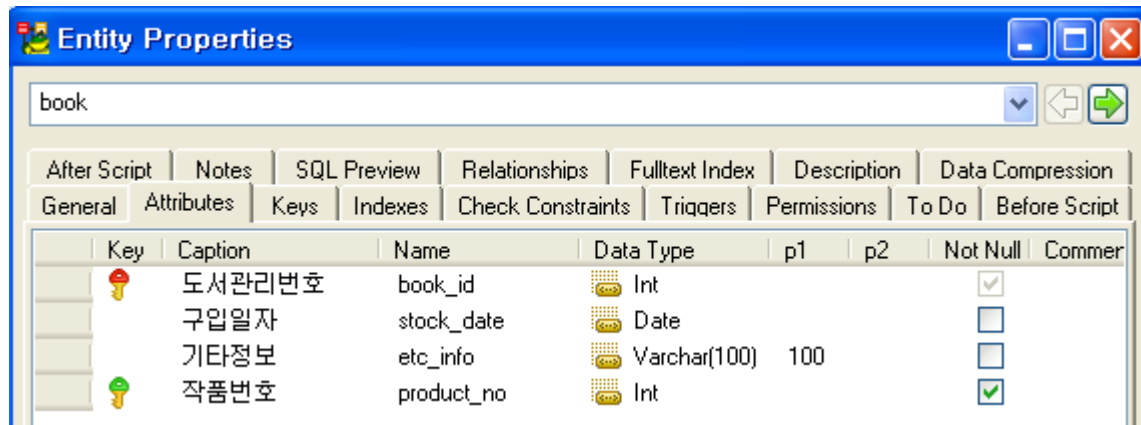 Entity Properties
book
After Script Notes SQL Preview Relationships Fulltext Index Description Data Compression
General Attributes Keys Indexes Check Constraints Triggers Permissions To Do Before Script
Key Caption Name Data Type p1 p2 Not Null Commer
도서관리번호 book_id Int
구입일자 stock_date Date
기타정보 etc_info Varchar(100) 100
작품번호 product_no Int